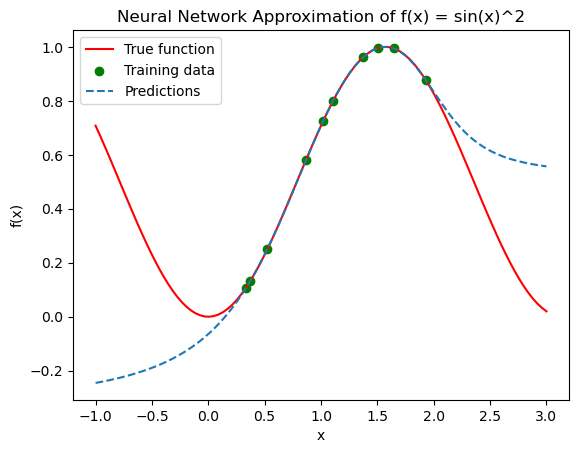 Neural Network Approximation of f(x) = sin(x)^2
True function
Training data
Predictions
f(x)
1.0
0.8
0.6
0.4
0.2
0.0
−0.2
−1.0 −0.5 0.0 0.5 1.0 1.5 2.0 2.5 3.0
x